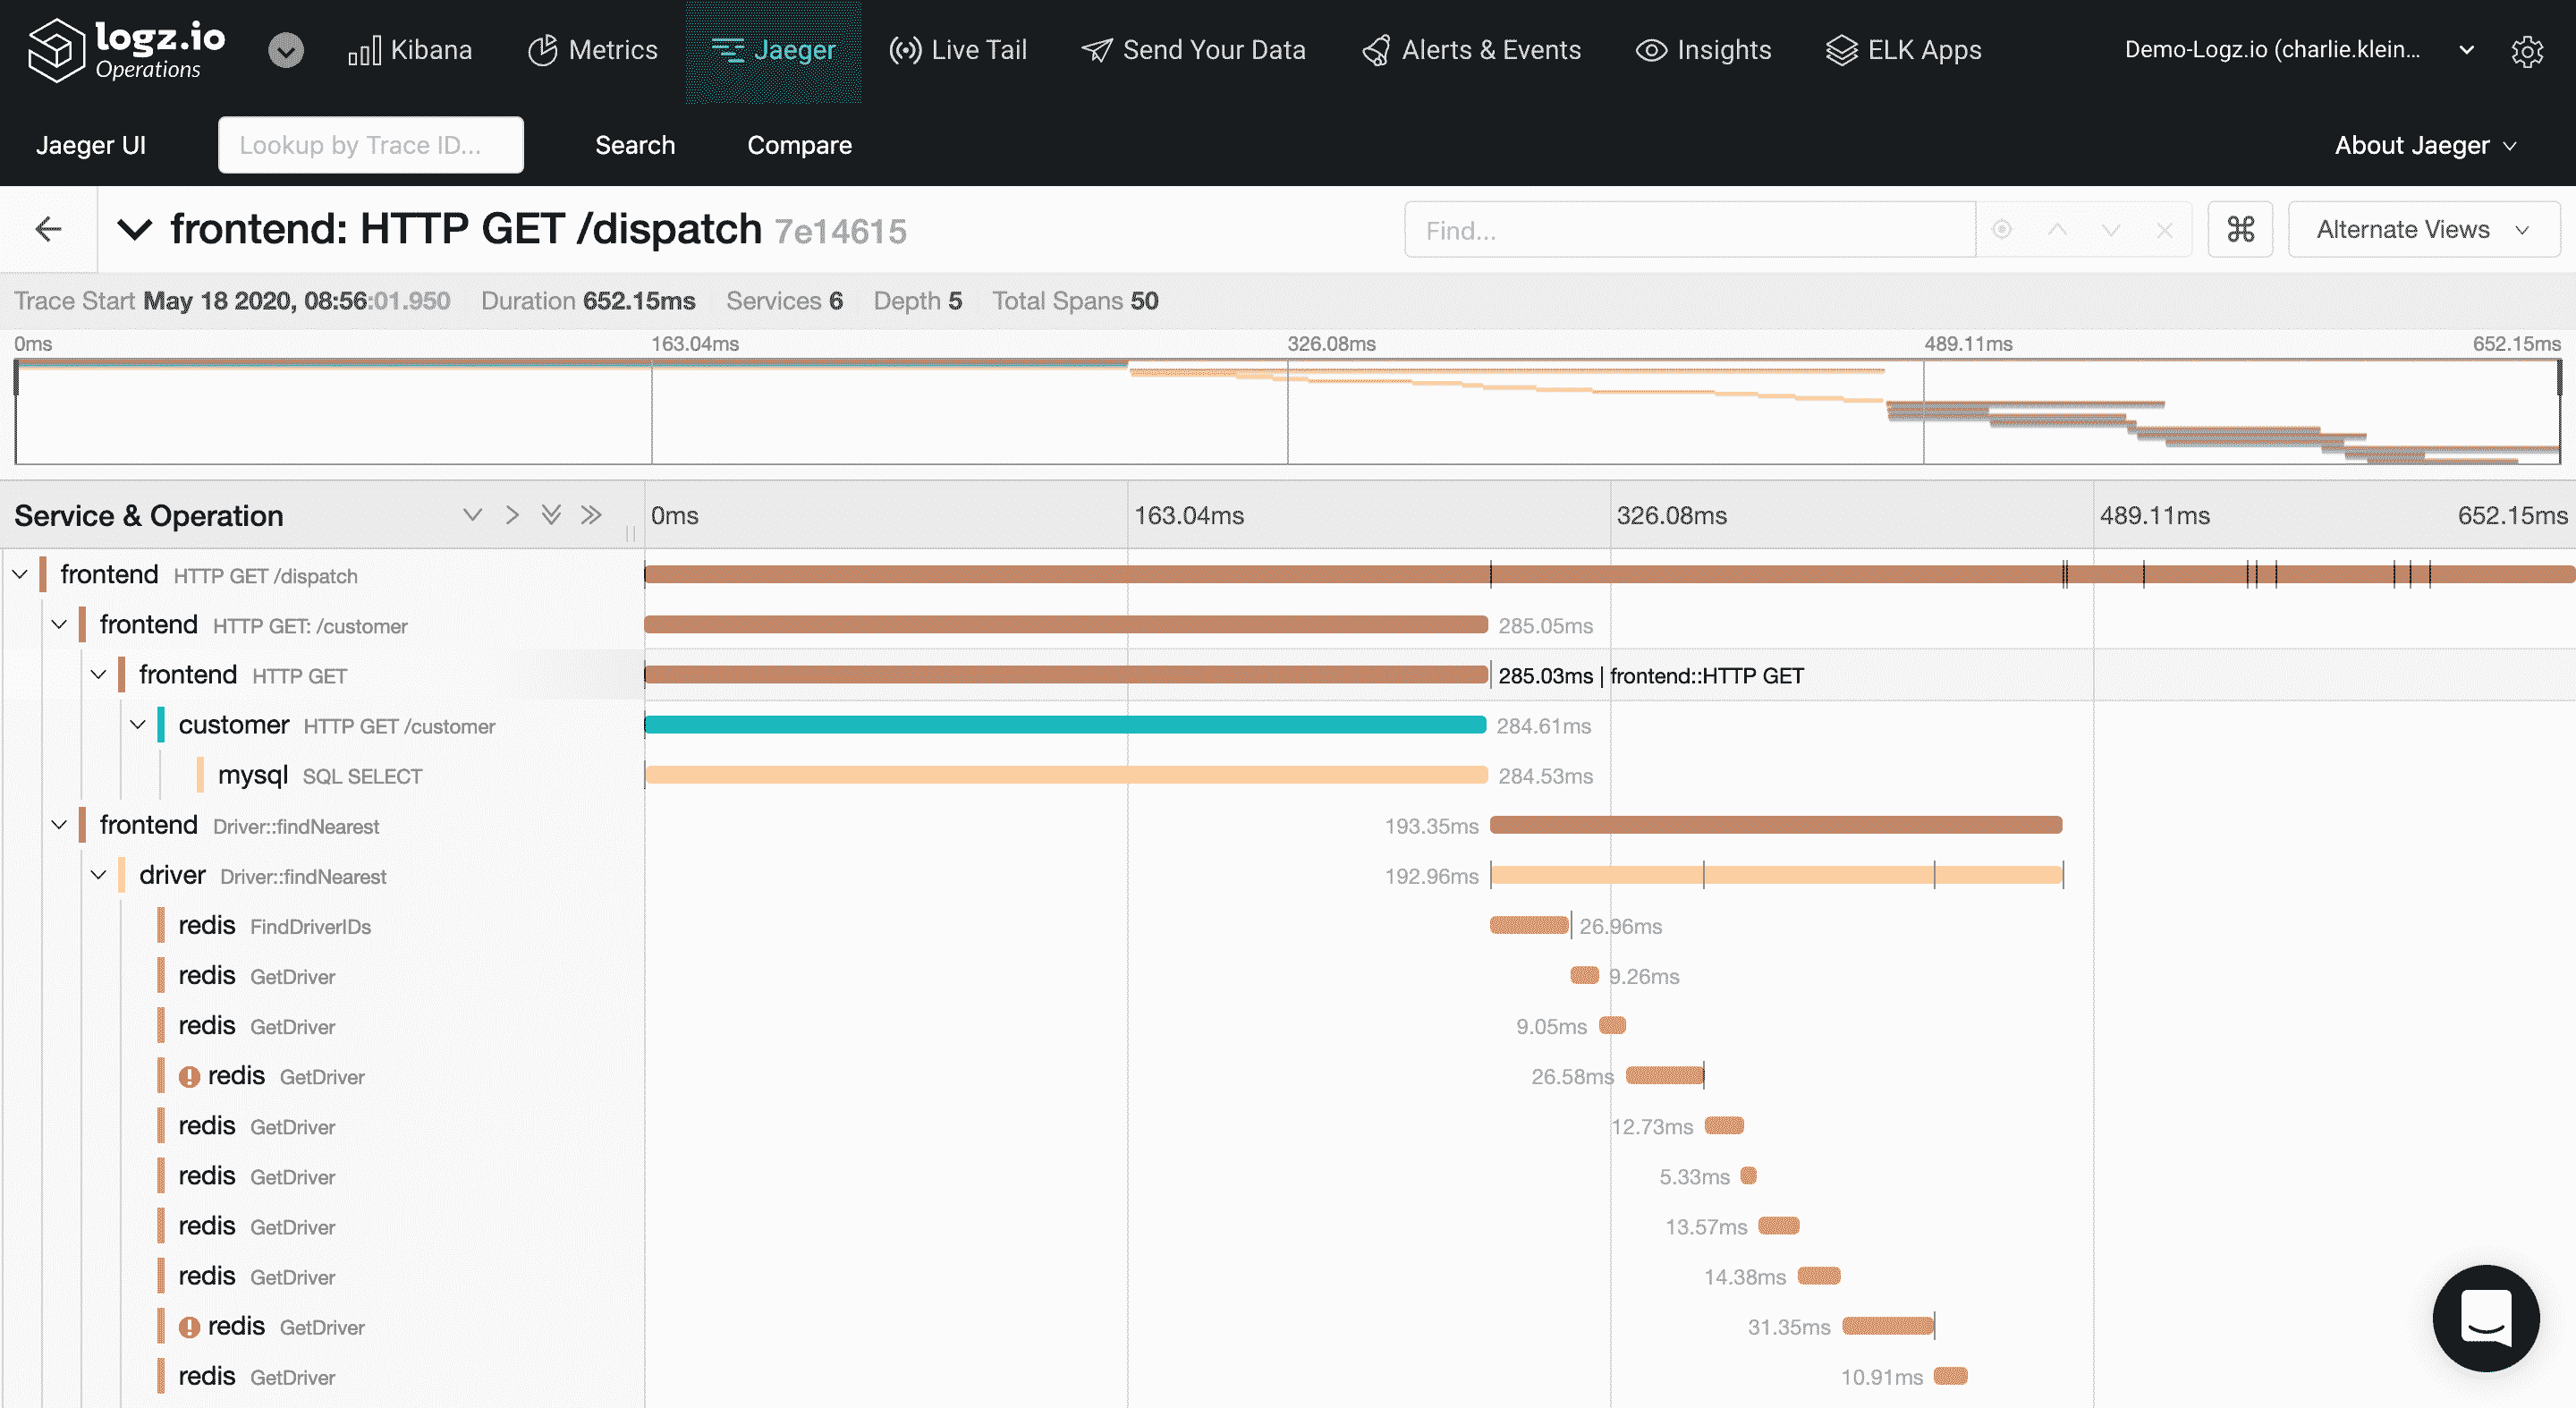 logz.io Operations Kibana Metrics Jaeger Live Tail Send Your Data Alerts & Events Insights ELK Apps Demo-Logz.io (charlie.klein...
Jaeger UI Lookup by Trace ID... Search Compare About Jaeger
frontend: HTTP GET /dispatch 7e14615 Find... ⌘ Alternate Views
Trace Start May 18 2020, 08:56:01.950 Duration 652.15ms Services 6 Depth 5 Total Spans 50
0ms 163.04ms 326.08ms 489.11ms 652.15ms
Service & Operation 0ms 163.04ms 326.08ms 489.11ms 652.15ms
frontend HTTP GET /dispatch
frontend HTTP GET: /customer 285.05ms
frontend HTTP GET 285.03ms | frontend::HTTP GET
customer HTTP GET /customer 284.61ms
mysql SQL SELECT 284.53ms
frontend Driver::findNearest 193.35ms
driver Driver::findNearest 192.96ms
redis FindDriverIDs 26.96ms
redis GetDriver 9.26ms
redis GetDriver 9.05ms
redis GetDriver 26.58ms
redis GetDriver 12.73ms
redis GetDriver 5.33ms
redis GetDriver 13.57ms
redis GetDriver 14.38ms
redis GetDriver 31.35ms
redis GetDriver 10.91ms